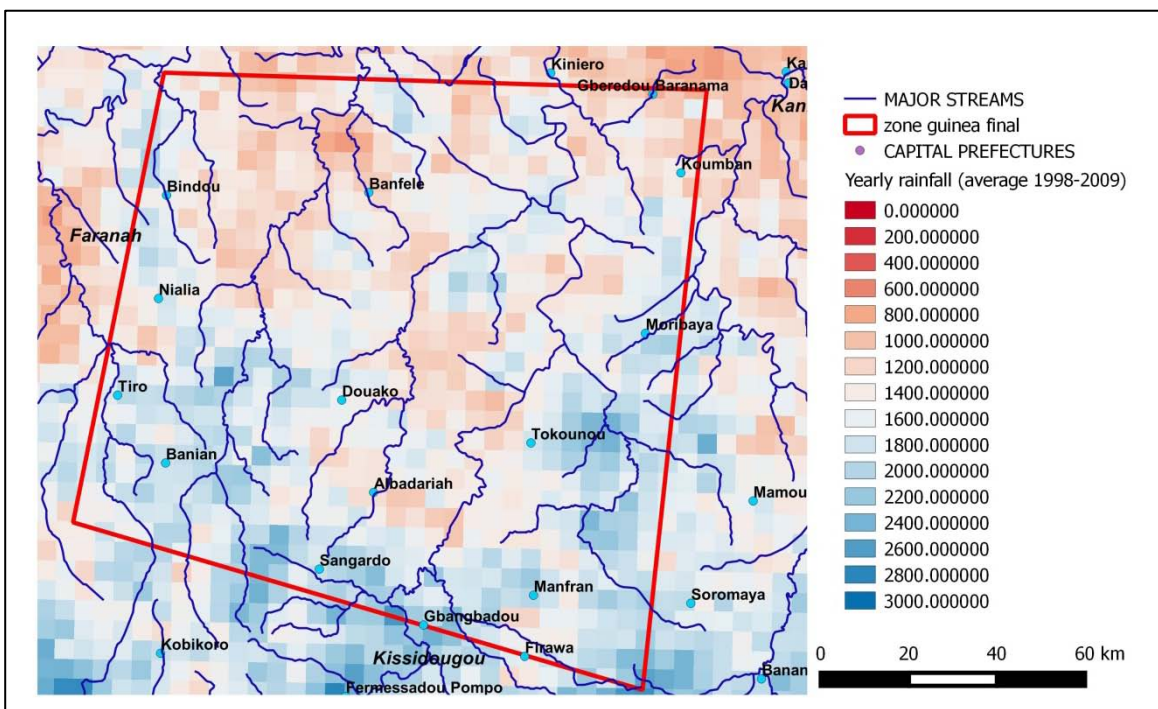 Kiniero
Ka
Gberedou Baranama
Da
Kan
Koumban
Bindou
Banfele
Faranah
Nialia
Moribaya
Tiro
Douako
Tokounou
Banian
Albadariah
Mamou
Sangardo
Manfran
Soromaya
Gbangbadou
Kobikoro
Kissidougou
Firawa
Banan
Fermessadou Pompo
MAJOR STREAMS
zone guinea final
CAPITAL PREFECTURES
Yearly rainfall (average 1998-2009)
0.000000
200.000000
400.000000
600.000000
800.000000
1000.000000
1200.000000
1400.000000
1600.000000
1800.000000
2000.000000
2200.000000
2400.000000
2600.000000
2800.000000
3000.000000
0 20 40 60 km